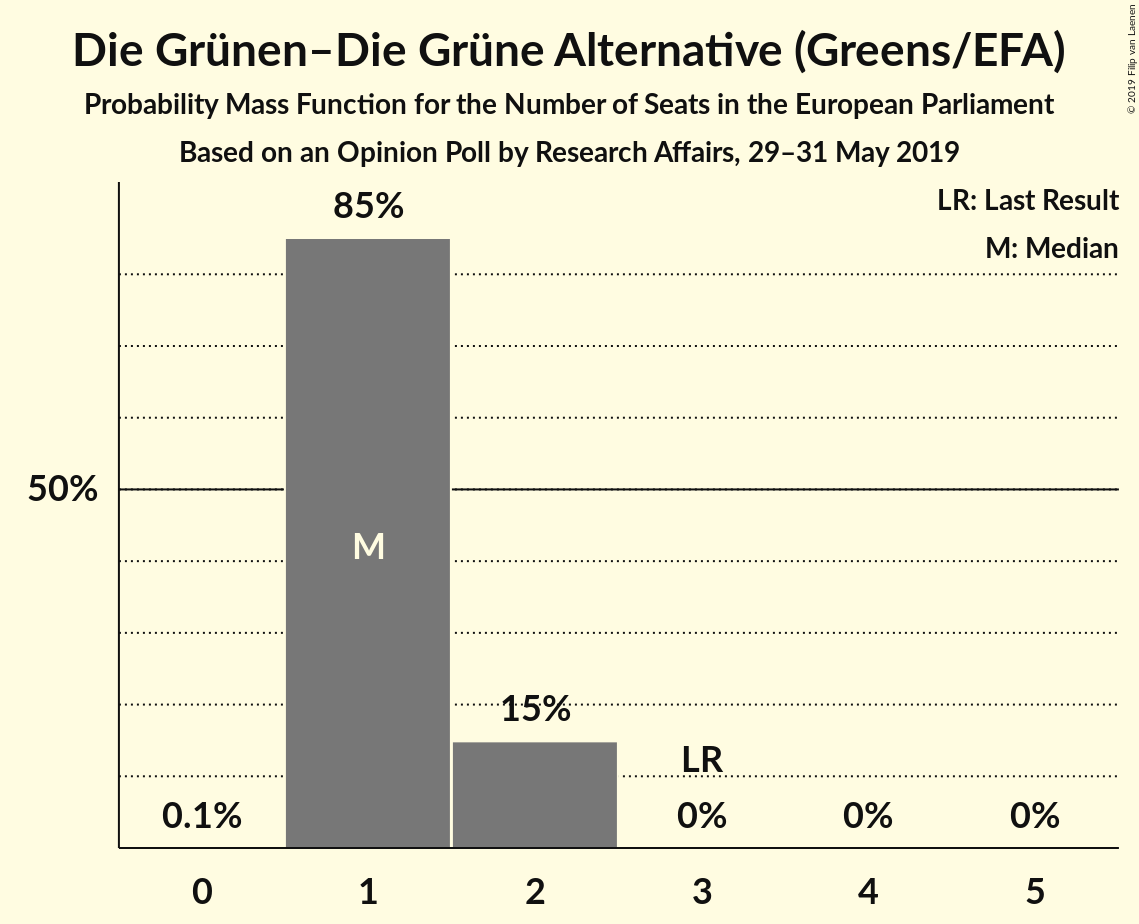 Die Grünen–Die Grüne Alternative (Greens/EFA)
Probability Mass Function for the Number of Seats in the European Parliament
Based on an Opinion Poll by Research Affairs, 29–31 May 2019
© 2019 Filip van Laenen
LR: Last Result
M: Median
85%
50%
M
15%
LR
0.1%
0%
0%
0%
0
1
2
3
4
5